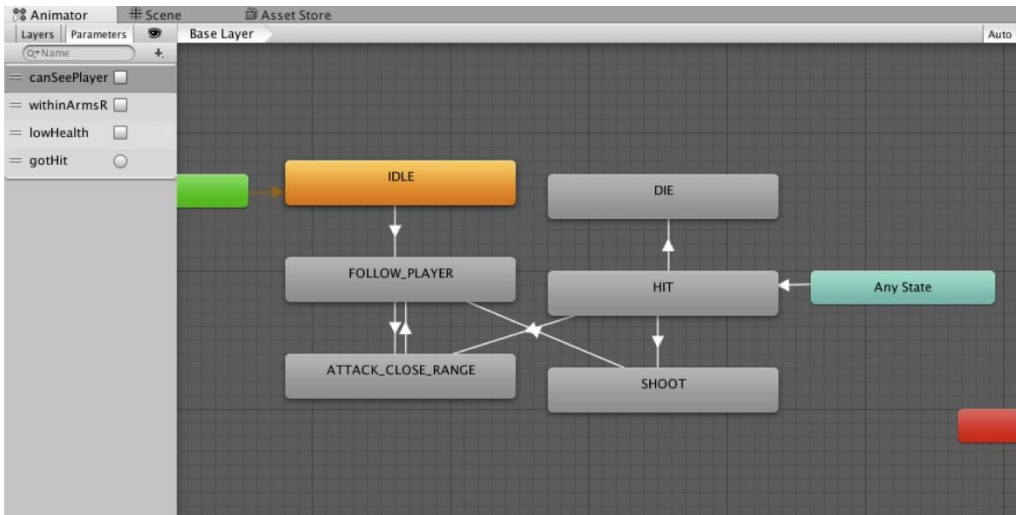 Animator
Scene
Asset Store
Layers
Parameters
Base Layer
Auto
Name
canSeePlayer
withinArmsR
lowHealth
gotHit
IDLE
DIE
FOLLOW_PLAYER
HIT
Any State
ATTACK_CLOSE_RANGE
SHOOT